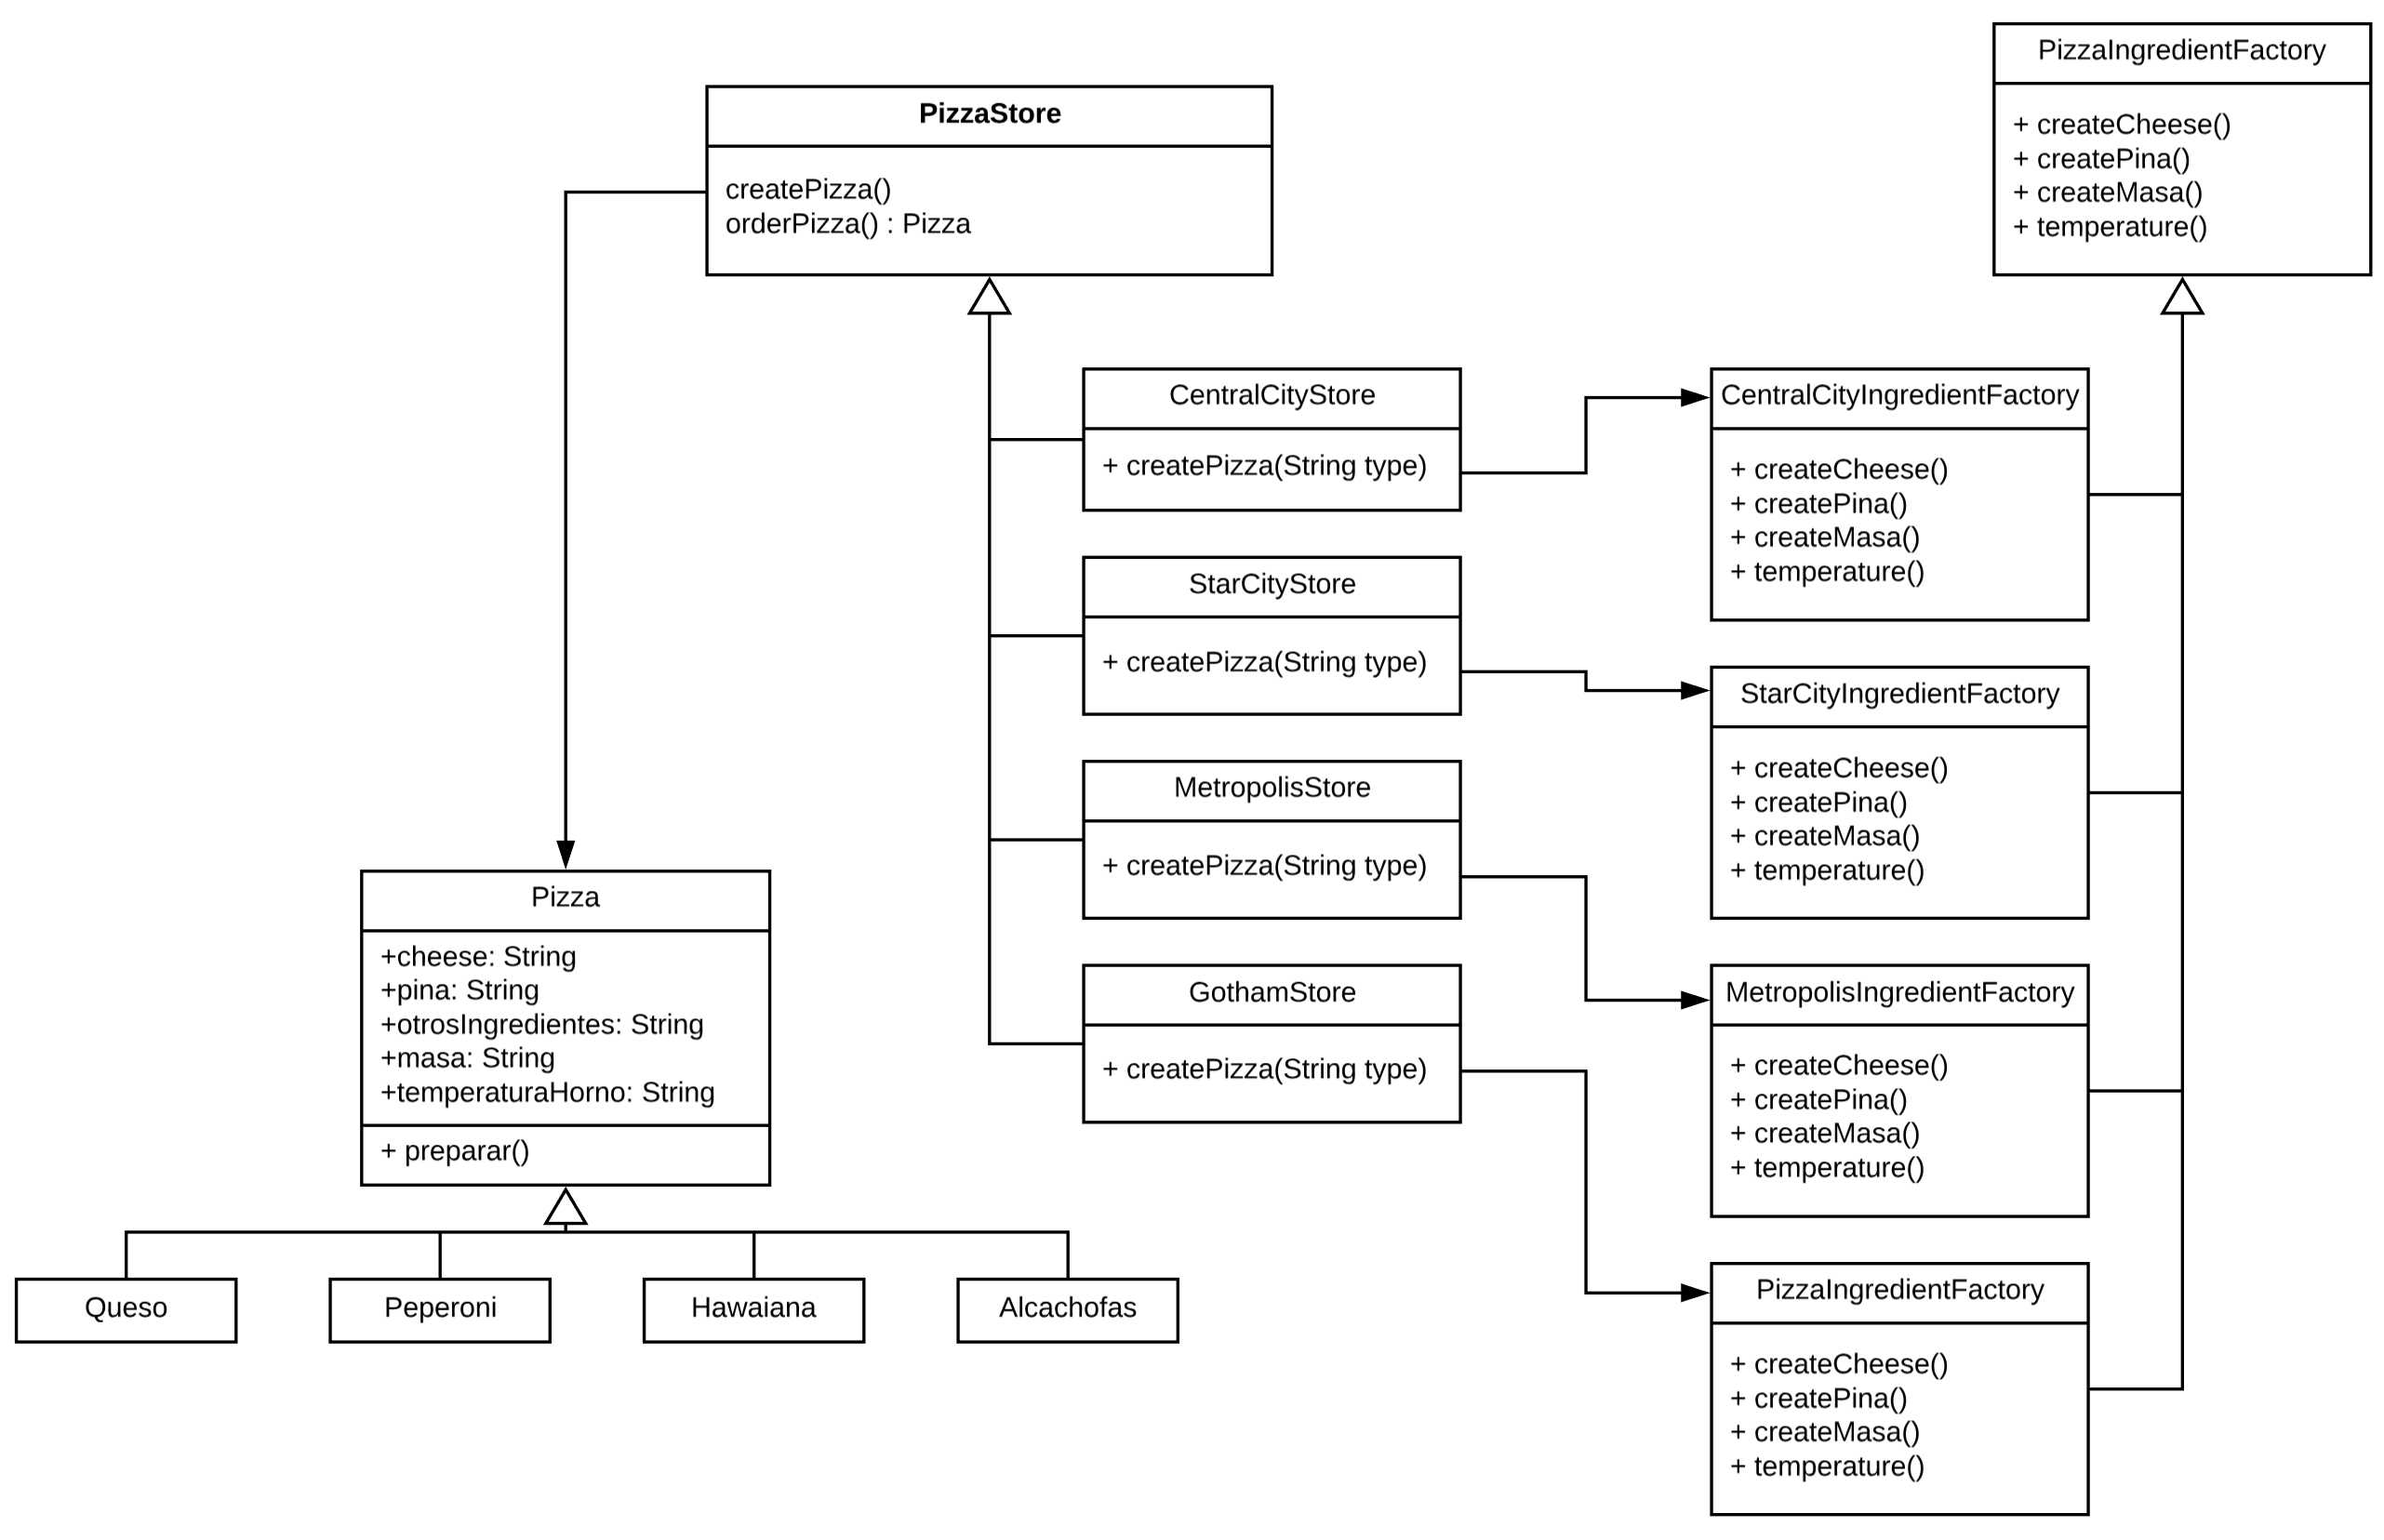 PizzaIngredientFactory
+ createCheese()
+ createPina()
+ createMasa()
+ temperature()
PizzaStore
createPizza()
orderPizza() : Pizza
CentralCityStore
+ createPizza(String type)
CentralCityIngredientFactory
+ createCheese()
+ createPina()
+ createMasa()
+ temperature()
StarCityStore
+ createPizza(String type)
StarCityIngredientFactory
+ createCheese()
+ createPina()
+ createMasa()
+ temperature()
MetropolisStore
+ createPizza(String type)
Pizza
+cheese: String
+pina: String
+otrosIngredientes: String
+masa: String
+temperaturaHorno: String
+ preparar()
GothamStore
+ createPizza(String type)
MetropolisIngredientFactory
+ createCheese()
+ createPina()
+ createMasa()
+ temperature()
Queso
Peperoni
Hawaiana
Alcachofas
PizzaIngredientFactory
+ createCheese()
+ createPina()
+ createMasa()
+ temperature()